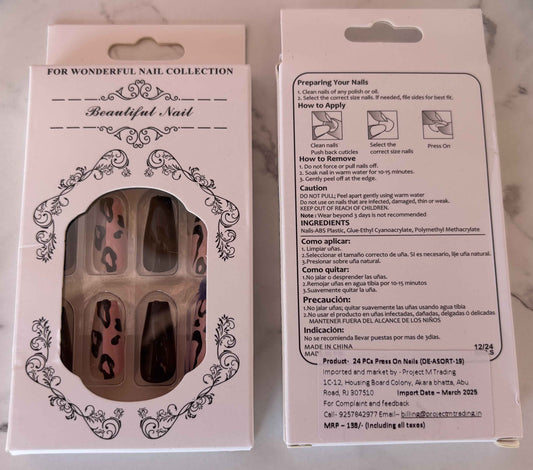 FOR WONDERFUL NAIL COLLECTION
Beautiful Nail
Preparing Your Nails
1. Clean nails of any polish or oil.
2. Select the correct size nails. If needed, file sides for best fit.
How to Apply
Clean nails
Push back cuticles
Select the
correct size nails
Press On
How to Remove
1. Do not force or pull nails off.
2. Soak nail in warm water for 10-15 minutes.
3. Gently peel off at the edge.
Caution
DO NOT PULL; Peel apart gently using warm water
Do not use on nails that are infected, damaged, thin or weak.
KEEP OUT OF REACH OF CHILDREN.
Note : Wear beyond 3 days is not recommended
INGREDIENTS
Nails-ABS Plastic, Glue-Ethyl Cyanoacrylate, Polymethyl Methacrylate
Como aplicar:
1. Limpiar uñas.
2.Seleccionar el tamaño correcto de uña. Si es necesario, lije uña natural.
3.Presionar sobre uña natural.
Como quitar:
1.No jalar o desprender las uñas.
2.Remojar uñas en agua tibia por 10-15 minutos
3.Suavemente quitar la uña.
Precaución:
1.No jalar uñas; quitar suavemente las uñas usando agua tibia
2.No usar el producto en uñas infectadas, dañadas, delgadas ó delicadas
MANTENER FUERA DEL ALCANCE DE LOS NIÑOS
Indicación:
No se recomienda llevar puestas por mas de 3dias.
MADE IN CHINA 12/24
Product- 24 PCs Press On Nails (DE-ASORT-19)
Imported and market by - Project M Trading
1C-12, Housing Board Colony, Akara bhatta, Abu
Road, RJ 307510 Import Date – March 2025
For Complaint and feedback
Call- 9257842977 Email– billing@projectmtrading.in
MRP – 138/- (Including all taxes)